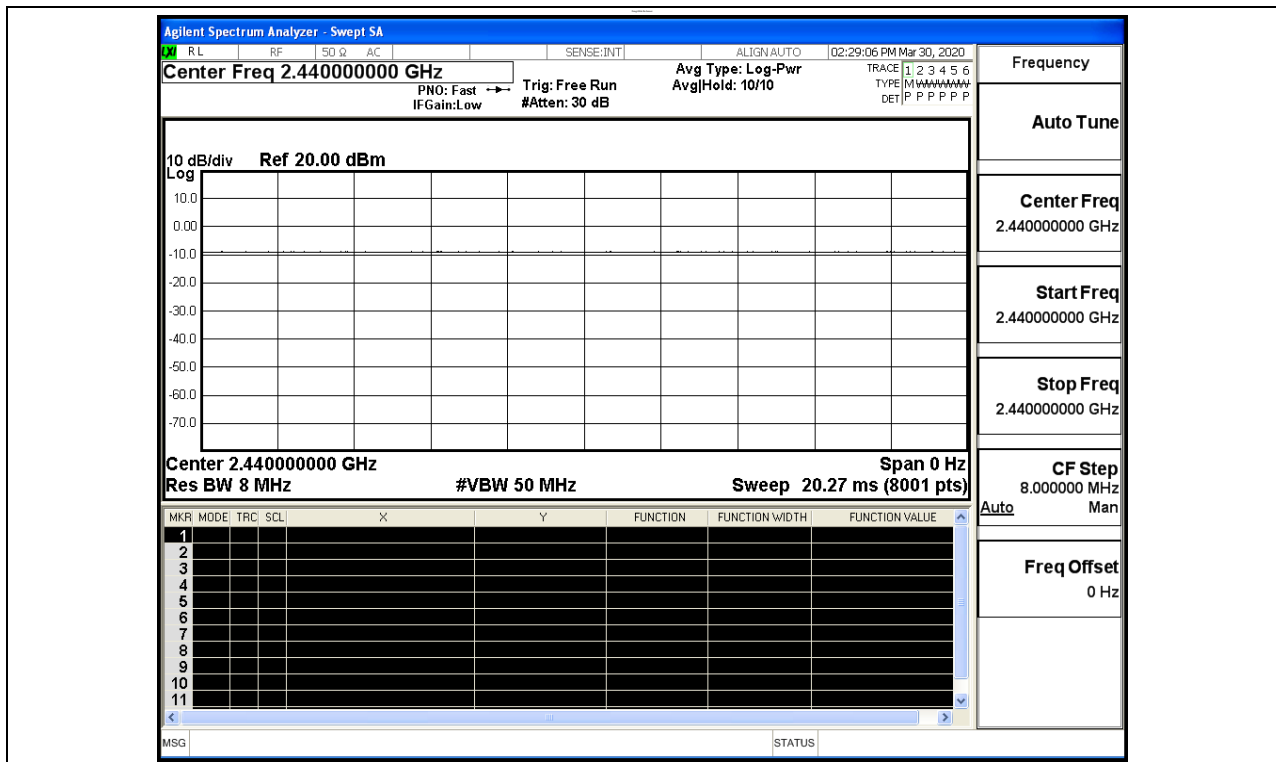 Agilent Spectrum Analyzer - Swept SA
LXI RL RF 50 Ω AC SENSE:INT ALIGN AUTO 02:29:06 PM Mar 30, 2020
Center Freq 2.440000000 GHz
PNO: Fast
IFGain:Low
Trig: Free Run
#Atten: 30 dB
Avg Type: Log-Pwr
Avg|Hold: 10/10
TRACE 1 2 3 4 5 6
TYPE M W W W W W
DET P P P P P P
10 dB/div Ref 20.00 dBm
Log
10.0
0.00
-10.0
-20.0
-30.0
-40.0
-50.0
-60.0
-70.0
Center 2.440000000 GHz Span 0 Hz
Res BW 8 MHz #VBW 50 MHz Sweep 20.27 ms (8001 pts)
MKR MODE TRC SCL X Y FUNCTION FUNCTION WIDTH FUNCTION VALUE
1
2
3
4
5
6
7
8
9
10
11
MSG STATUS
Frequency
Auto Tune
Center Freq
2.440000000 GHz
Start Freq
2.440000000 GHz
Stop Freq
2.440000000 GHz
CF Step
8.000000 MHz
Auto Man
Freq Offset
0 Hz